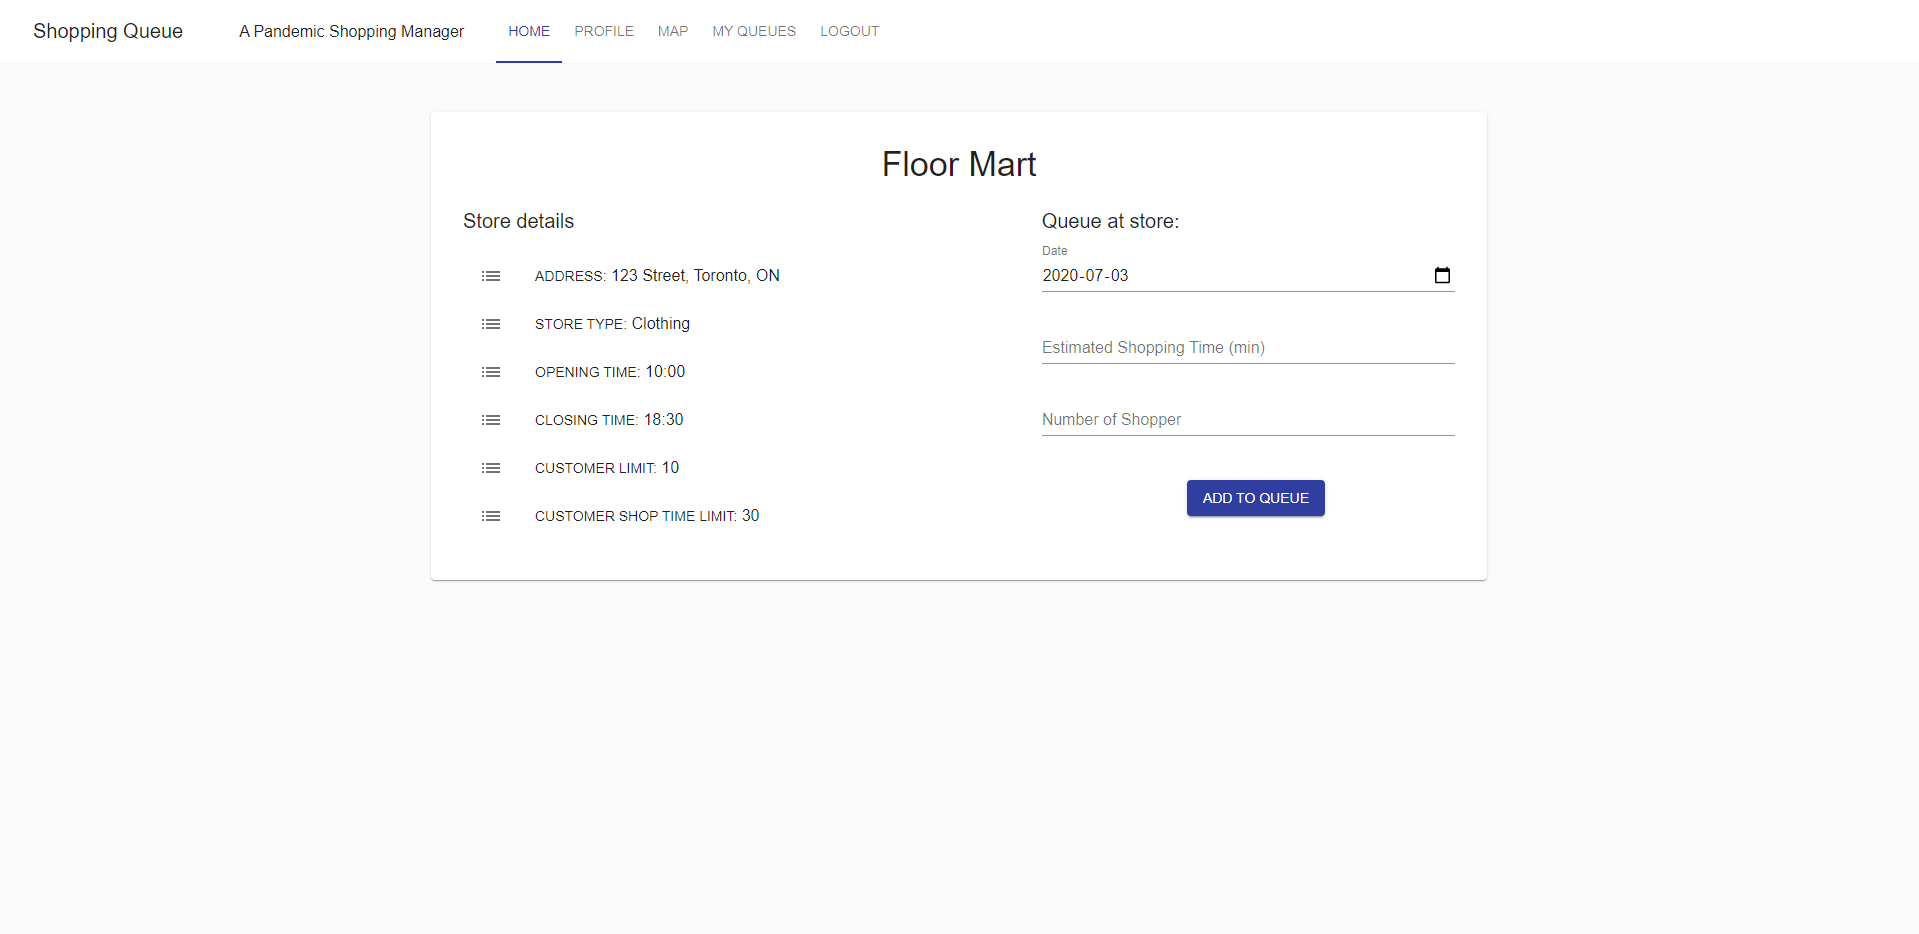 Shopping Queue
A Pandemic Shopping Manager
HOME PROFILE MAP MY QUEUES LOGOUT
Floor Mart
Store details
ADDRESS: 123 Street, Toronto, ON
STORE TYPE: Clothing
OPENING TIME: 10:00
CLOSING TIME: 18:30
CUSTOMER LIMIT: 10
CUSTOMER SHOP TIME LIMIT: 30
Queue at store:
Date
2020-07-03
Estimated Shopping Time (min)
Number of Shopper
ADD TO QUEUE